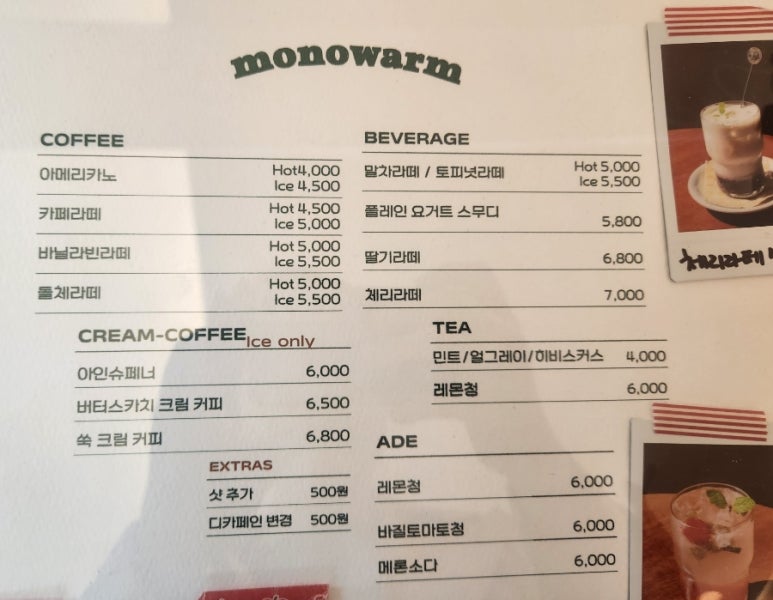 monowarm
COFFEE
아메리카노 Hot4,000
Ice 4,500
카페라떼 Hot 4,500
Ice 5,000
바닐라빈라떼 Hot 5,000
Ice 5,500
돌체라떼 Hot 5,000
Ice 5,500
CREAM-COFFEE Ice only
아인슈페너 6,000
버터스카치 크림 커피 6,500
쑥 크림 커피 6,800
EXTRAS
샷 추가 500원
디카페인 변경 500원
BEVERAGE
말차라떼 / 토피넛라떼 Hot 5,000
Ice 5,500
플레인 요거트 스무디 5,800
딸기라떼 6,800
체리라떼 7,000
TEA
민트/얼그레이/히비스커스 4,000
레몬청 6,000
ADE
레몬청 6,000
바질토마토청 6,000
메론소다 6,000
체리라떼